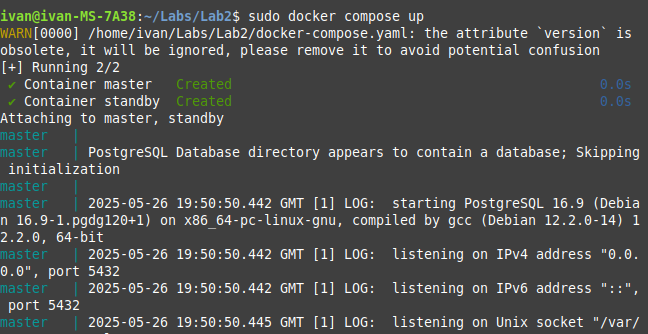 ivan@ivan-MS-7A38:~/Labs/Lab2$ sudo docker compose up
WARN[0000] /home/ivan/Labs/Lab2/docker-compose.yaml: the attribute `version` is
obsolete, it will be ignored, please remove it to avoid potential confusion
[+] Running 2/2
 ✔ Container master   Created                                            0.0s
 ✔ Container standby  Created                                            0.0s
Attaching to master, standby
master   |
master   | PostgreSQL Database directory appears to contain a database; Skipping
 initialization
master   |
master   | 2025-05-26 19:50:50.442 GMT [1] LOG:  starting PostgreSQL 16.9 (Debia
n 16.9-1.pgdg120+1) on x86_64-pc-linux-gnu, compiled by gcc (Debian 12.2.0-14) 1
2.2.0, 64-bit
master   | 2025-05-26 19:50:50.442 GMT [1] LOG:  listening on IPv4 address "0.0.
0.0", port 5432
master   | 2025-05-26 19:50:50.442 GMT [1] LOG:  listening on IPv6 address "::",
 port 5432
master   | 2025-05-26 19:50:50.445 GMT [1] LOG:  listening on Unix socket "/var/